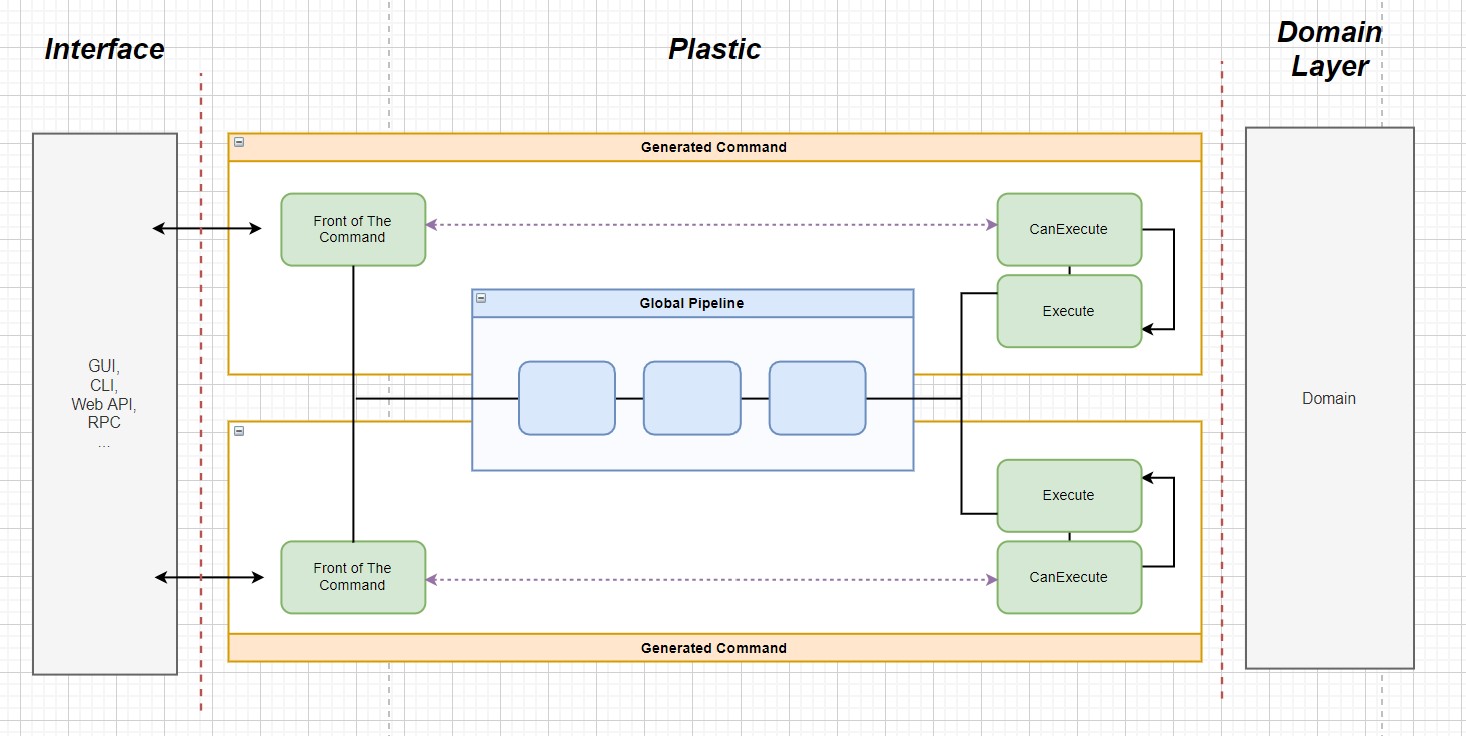 Interface
Plastic
Domain
Layer
Generated Command
Front of The
Command
CanExecute
Execute
Global Pipeline
GUI,
CLI,
Web API,
RPC
...
Domain
Execute
Front of The
Command
CanExecute
Generated Command